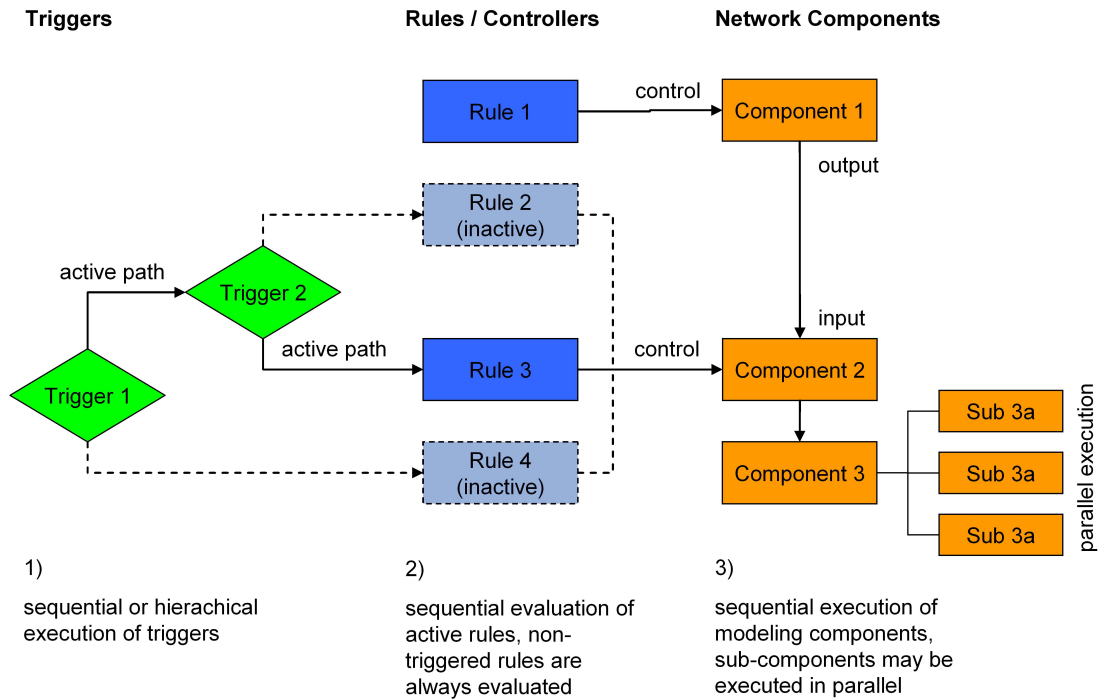 Triggers
Rules / Controllers
Network Components
Rule 1
control
Component 1
output
Rule 2
(inactive)
active path
Trigger 2
input
active path
Rule 3
control
Component 2
Trigger 1
Sub 3a
Rule 4
(inactive)
Component 3
Sub 3a
Sub 3a
parallel execution
1)
sequential or hierachical
execution of triggers
2)
sequential evaluation of
active rules, non-
triggered rules are
always evaluated
3)
sequential execution of
modeling components,
sub-components may be
executed in parallel